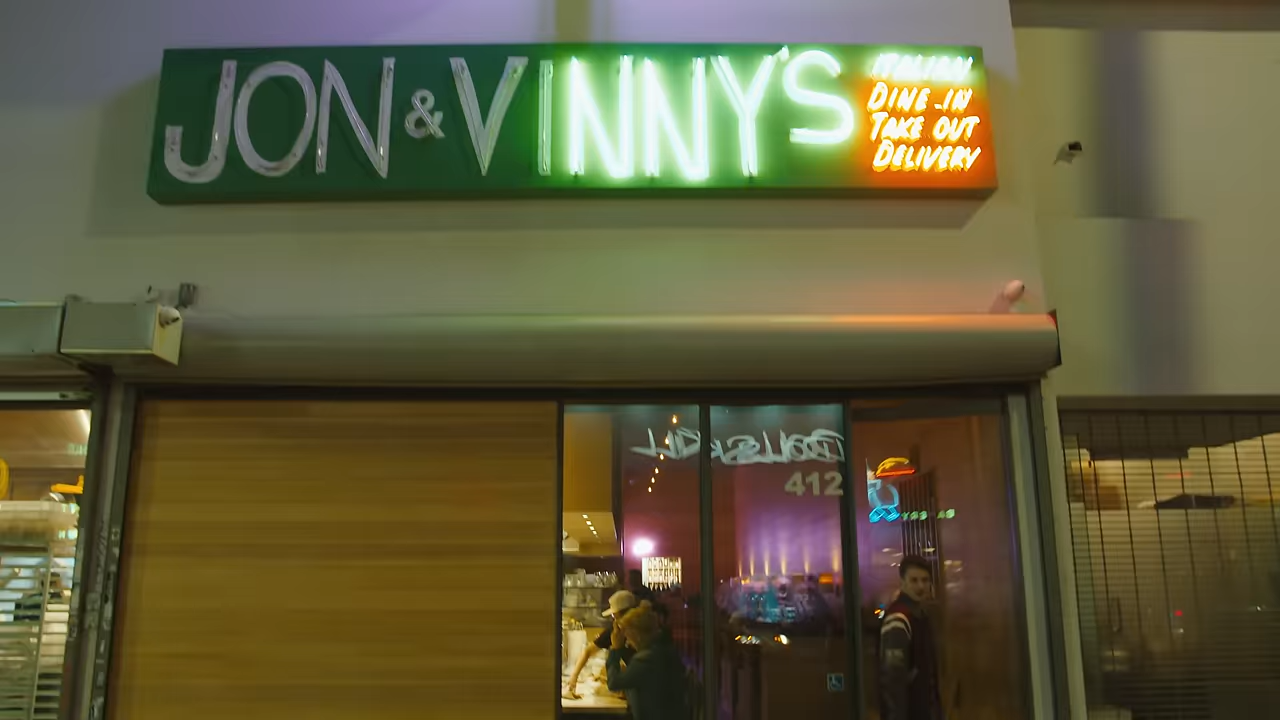 JON & VINNY'S
ITALIAN
DINE-IN
TAKE OUT
DELIVERY
412